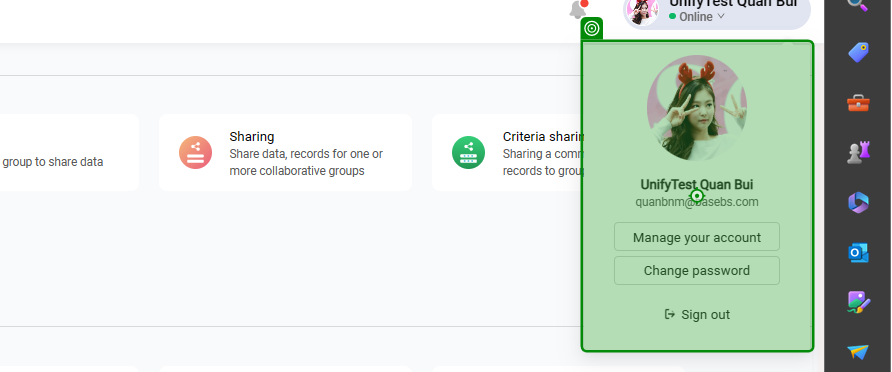 UnifyTest Quan Bui
Online
group to share data
Sharing
Share data, records for one or
more collaborative groups
Criteria sharin
Sharing a com
records to grou
UnifyTest Quan Bui
quanbnm@basebs.com
Manage your account
Change password
Sign out